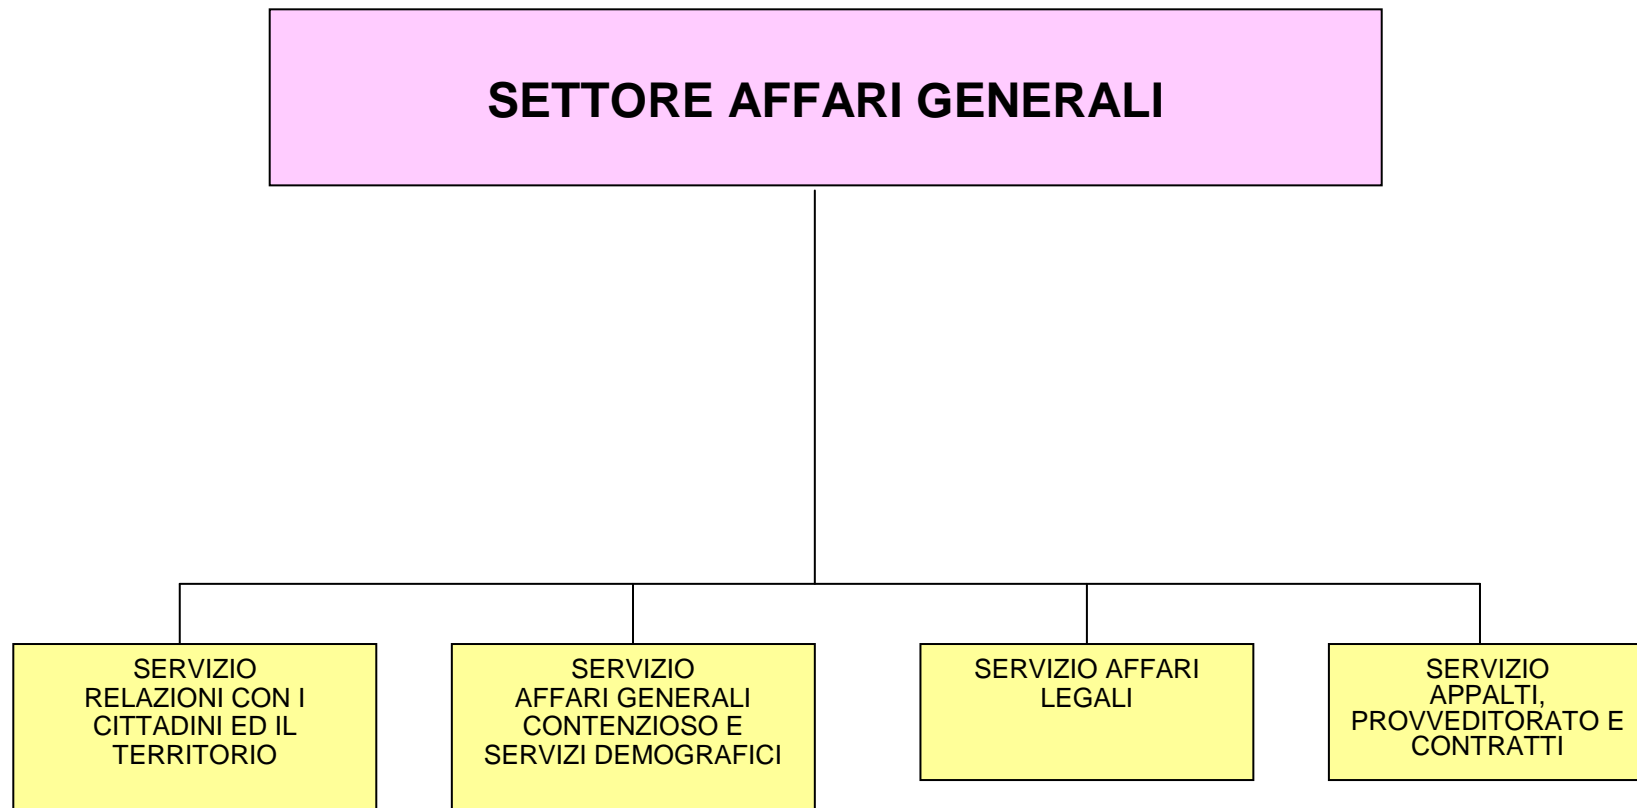 SETTORE AFFARI GENERALI
SERVIZIO
RELAZIONI CON I
CITTADINI ED IL
TERRITORIO
SERVIZIO
AFFARI GENERALI
CONTENZIOSO E
SERVIZI DEMOGRAFICI
SERVIZIO AFFARI
LEGALI
SERVIZIO
APPALTI,
PROVVEDITORATO E
CONTRATTI